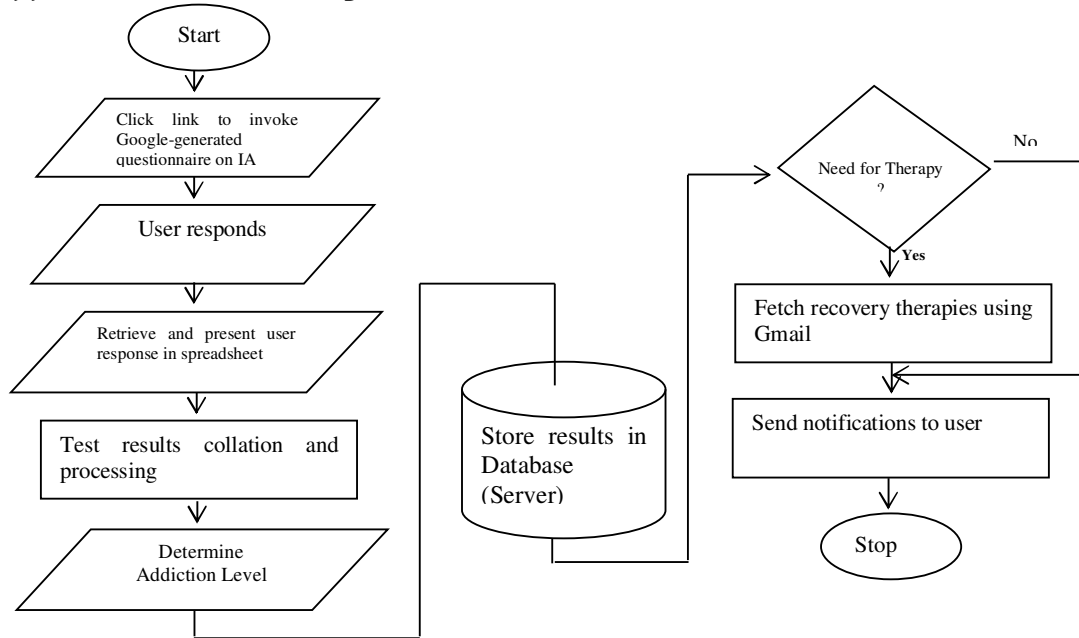 Start
Click link to invoke
Google-generated
questionnaire on IA
User responds
Retrieve and present user
response in spreadsheet
Test results collation and
processing
Determine
Addiction Level
Store results in
Database
(Server)
Need for Therapy
?
No
Yes
Fetch recovery therapies using
Gmail
Send notifications to user
Stop